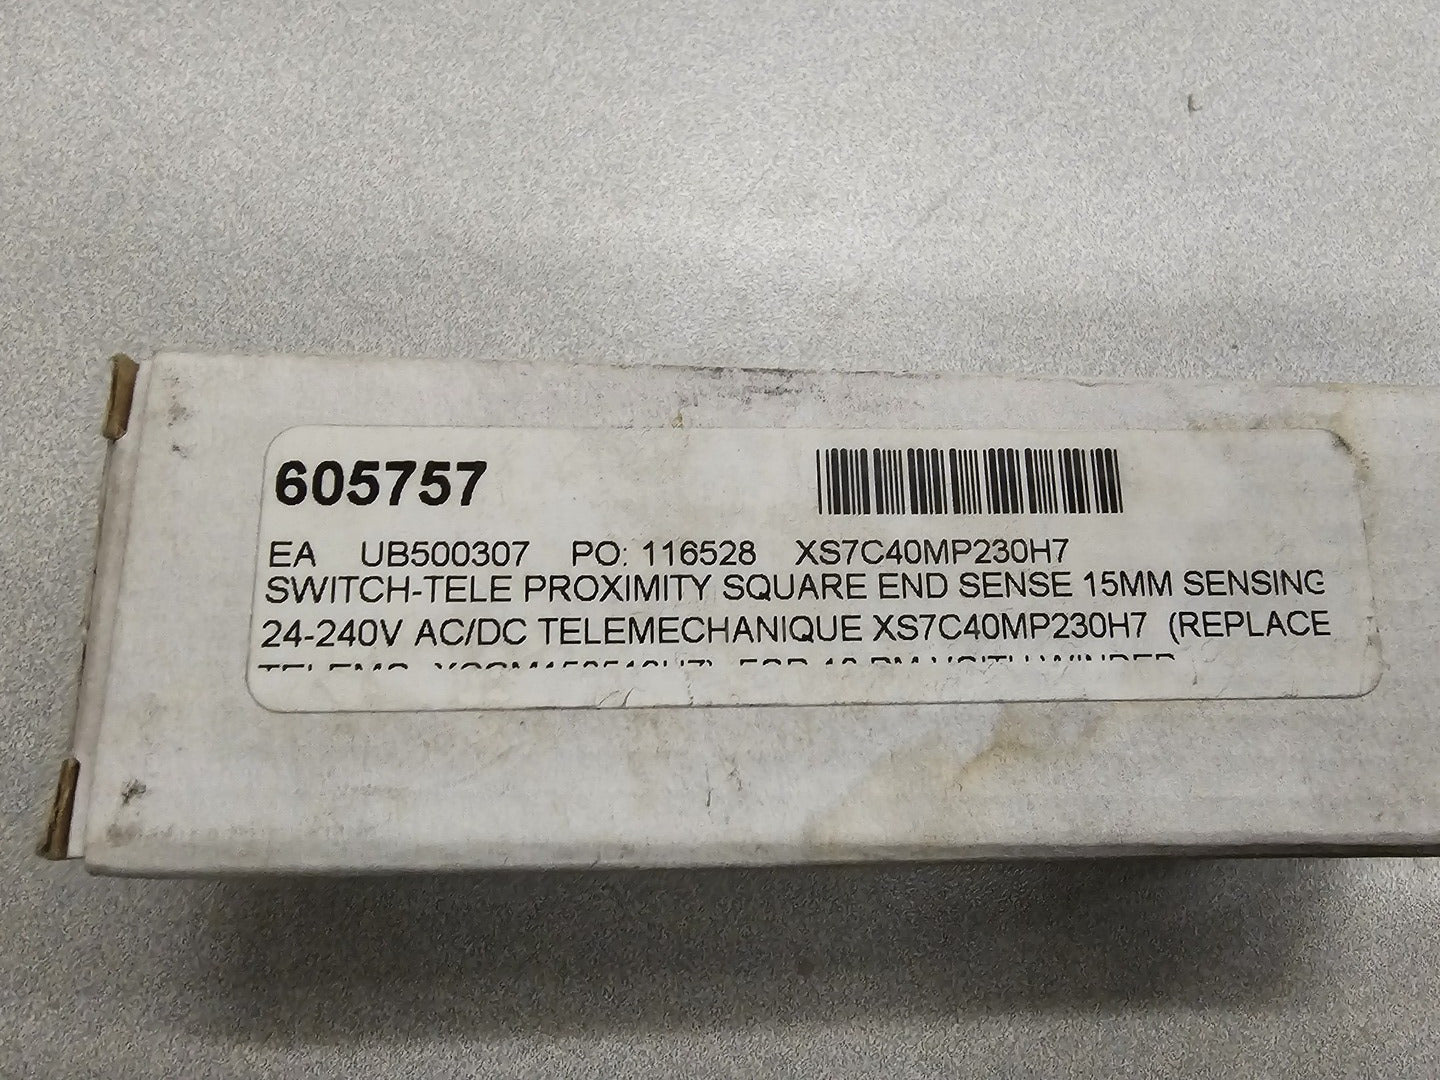 605757
EA UB500307 PO: 116528 XS7C40MP230H7
SWITCH-TELE PROXIMITY SQUARE END SENSE 15MM SENSING
24-240V AC/DC TELEMECHANIQUE XS7C40MP230H7 (REPLACE